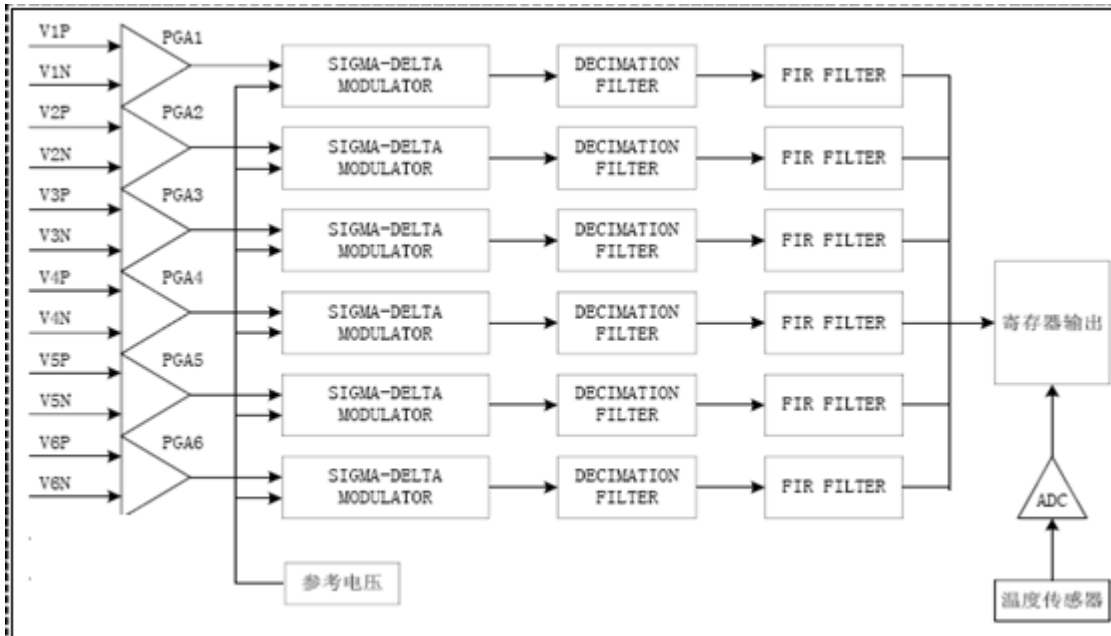 V1P
PGA1
V1N
SIGMA-DELTA
MODULATOR
DECIMATION
FILTER
FIR FILTER
V2P
PGA2
V2N
SIGMA-DELTA
MODULATOR
DECIMATION
FILTER
FIR FILTER
V3P
PGA3
V3N
SIGMA-DELTA
MODULATOR
DECIMATION
FILTER
FIR FILTER
V4P
PGA4
V4N
SIGMA-DELTA
MODULATOR
DECIMATION
FILTER
FIR FILTER
寄存器输出
V5P
PGA5
V5N
SIGMA-DELTA
MODULATOR
DECIMATION
FILTER
FIR FILTER
V6P
PGA6
V6N
SIGMA-DELTA
MODULATOR
DECIMATION
FILTER
FIR FILTER
ADC
参考电压
温度传感器